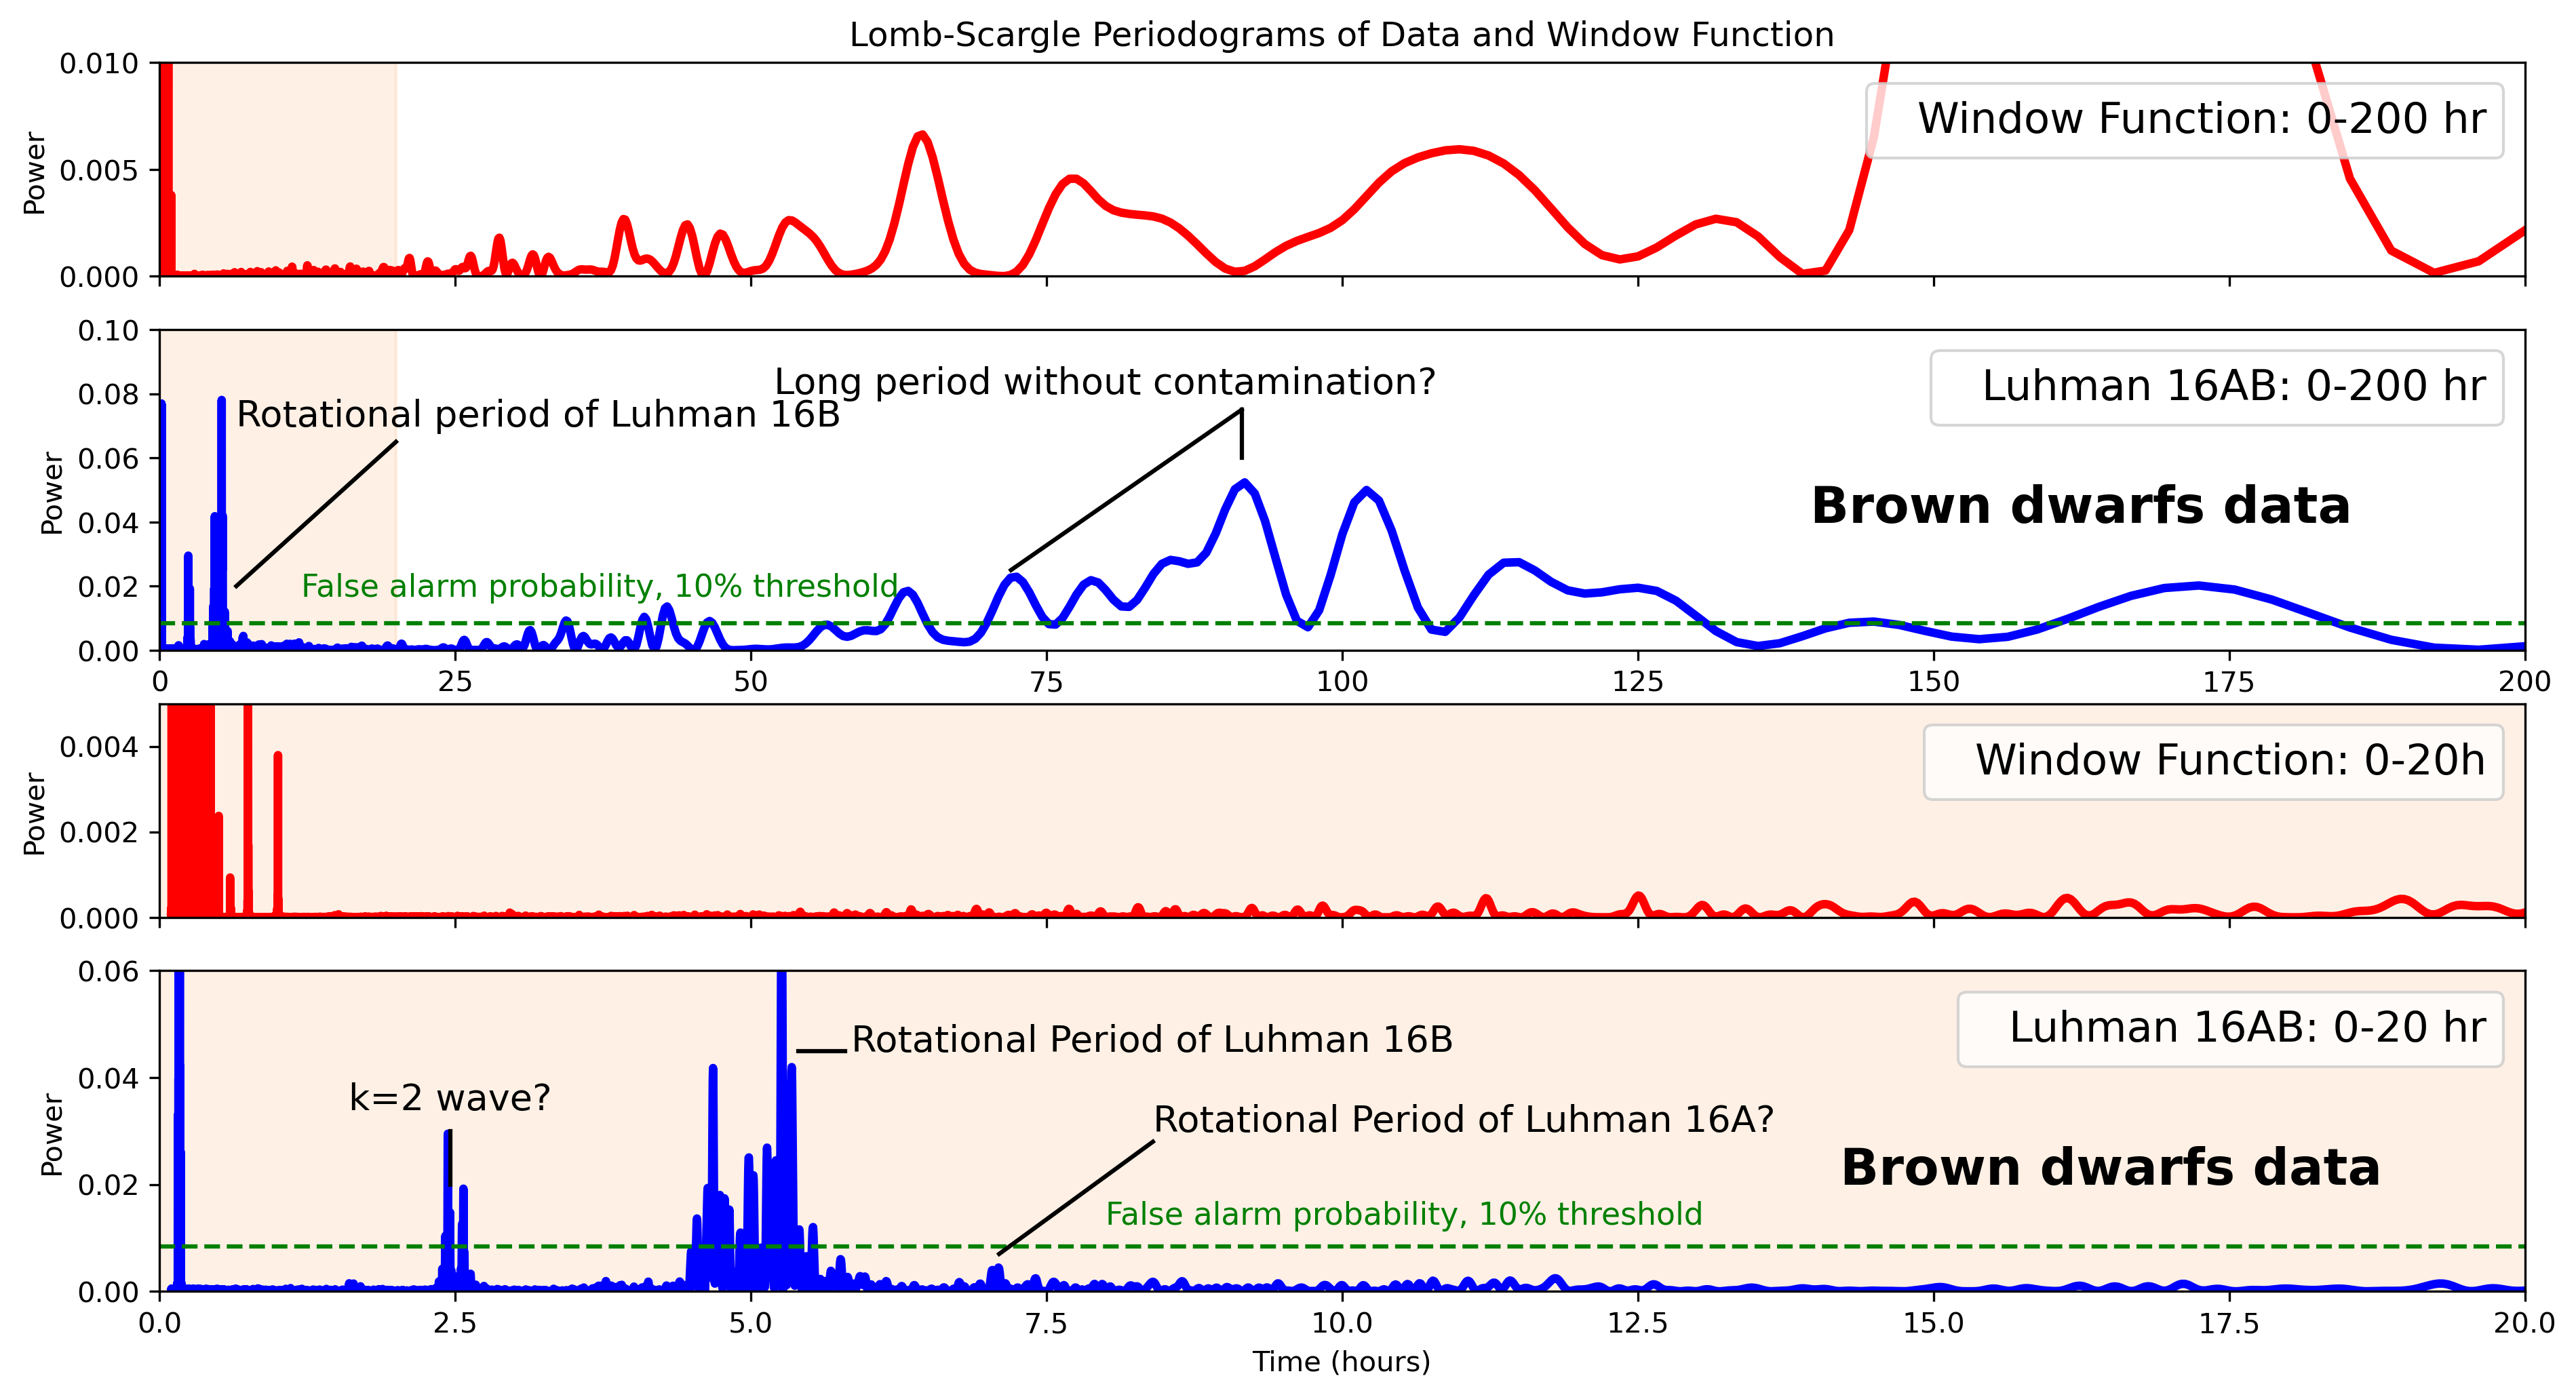 Lomb-Scargle Periodograms of Data and Window Function
0.010
0.005
0.000
Power
Window Function: 0-200 hr
0.10
0.08
0.06
0.04
0.02
0.00
Power
Long period without contamination?
Luhman 16AB: 0-200 hr
Rotational period of Luhman 16B
Brown dwarfs data
False alarm probability, 10% threshold
0 25 50 75 100 125 150 175 200
0.004
0.002
0.000
Power
Window Function: 0-20h
0.06
0.04
0.02
0.00
Power
Luhman 16AB: 0-20 hr
Rotational Period of Luhman 16B
k=2 wave?
Rotational Period of Luhman 16A?
Brown dwarfs data
False alarm probability, 10% threshold
0.0 2.5 5.0 7.5 10.0 12.5 15.0 17.5 20.0
Time (hours)